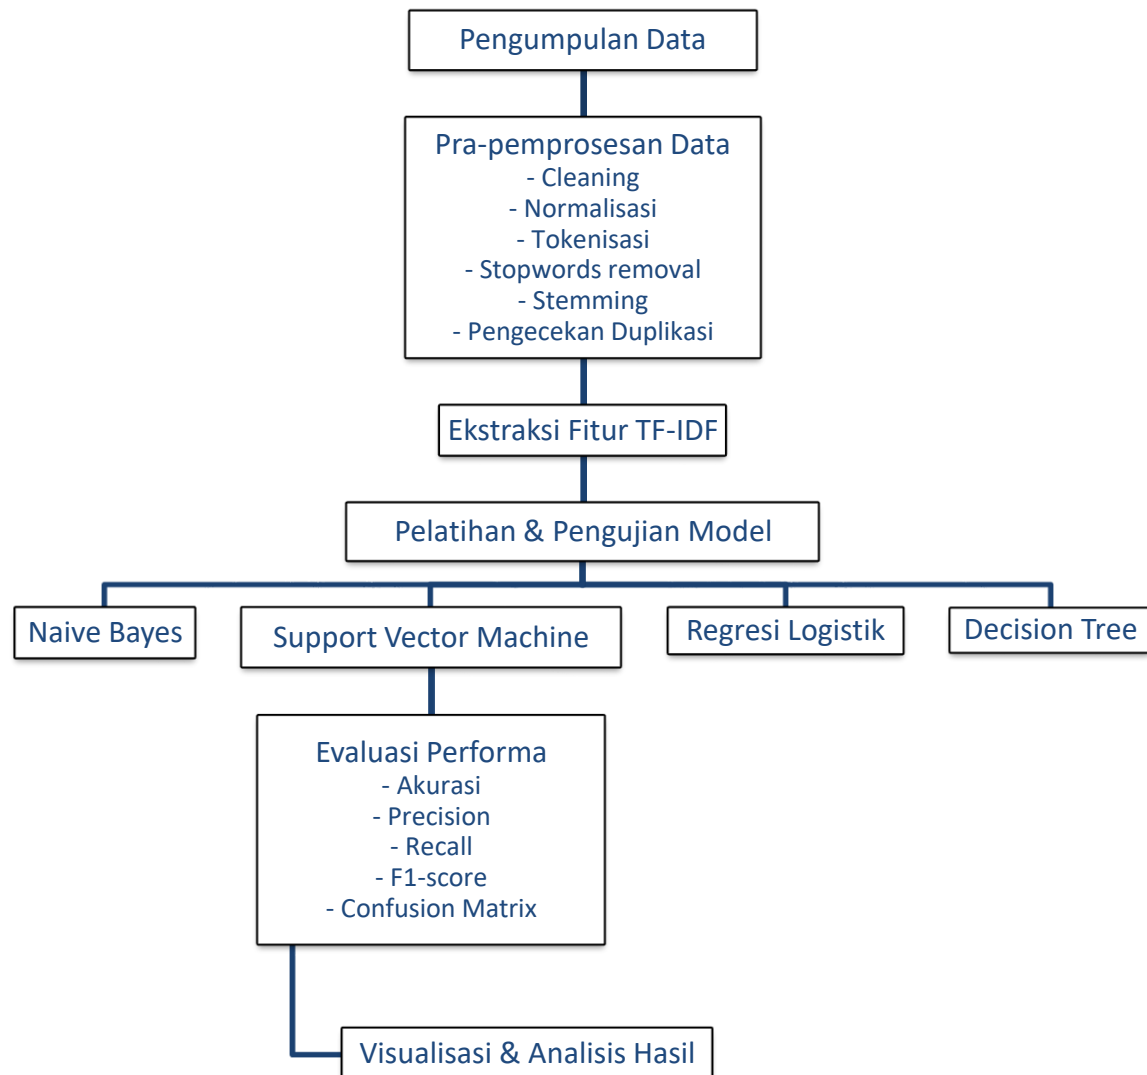 Pengumpulan Data
Pra-pemprosesan Data
- Cleaning
- Normalisasi
- Tokenisasi
- Stopwords removal
- Stemming
- Pengecekan Duplikasi
Ekstraksi Fitur TF-IDF
Pelatihan & Pengujian Model
Naive Bayes
Support Vector Machine
Regresi Logistik
Decision Tree
Evaluasi Performa
- Akurasi
- Precision
- Recall
- F1-score
- Confusion Matrix
Visualisasi & Analisis Hasil